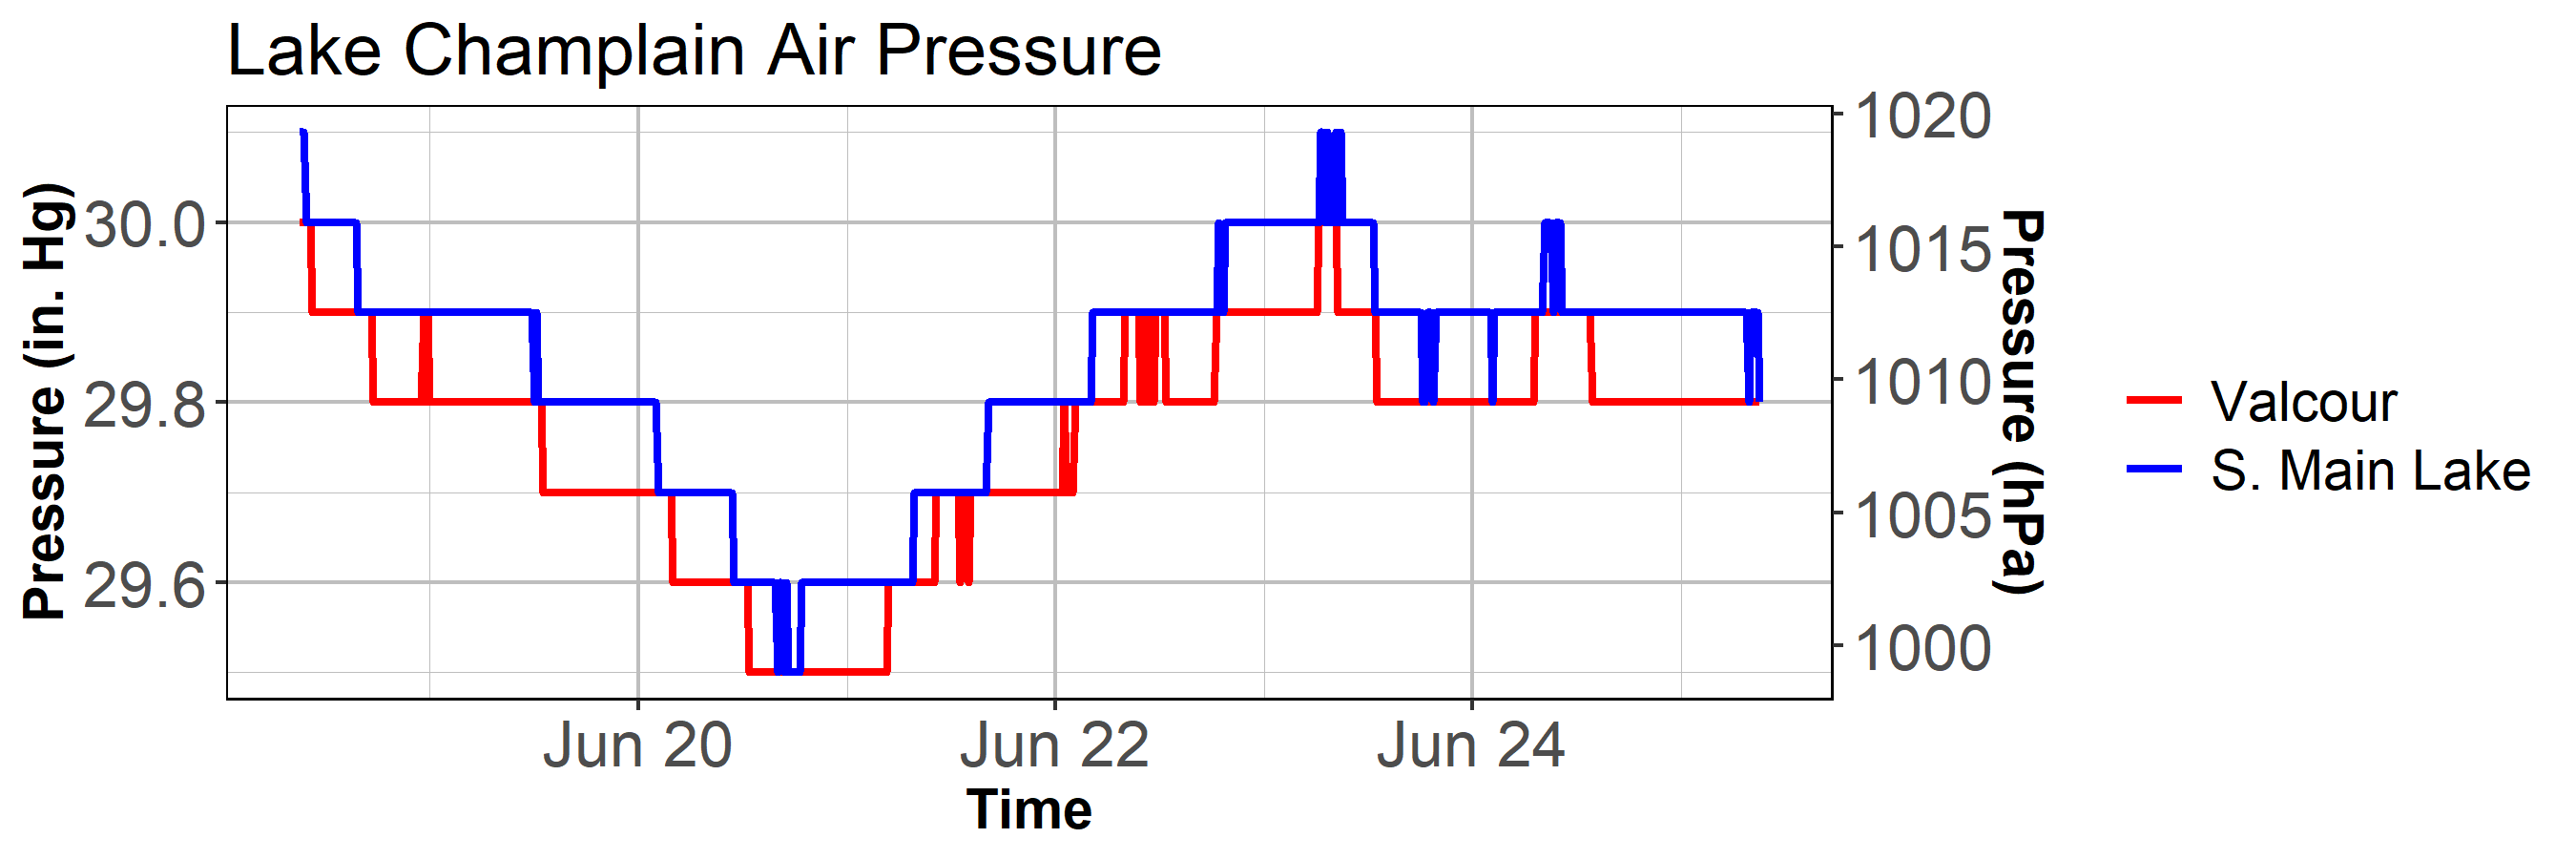 Lake Champlain Air Pressure
Pressure (in. Hg)
30.0
29.8
29.6
1020
1015
1010
1005
1000
Pressure (hPa)
Jun 20
Jun 22
Jun 24
Time
Valcour
S. Main Lake